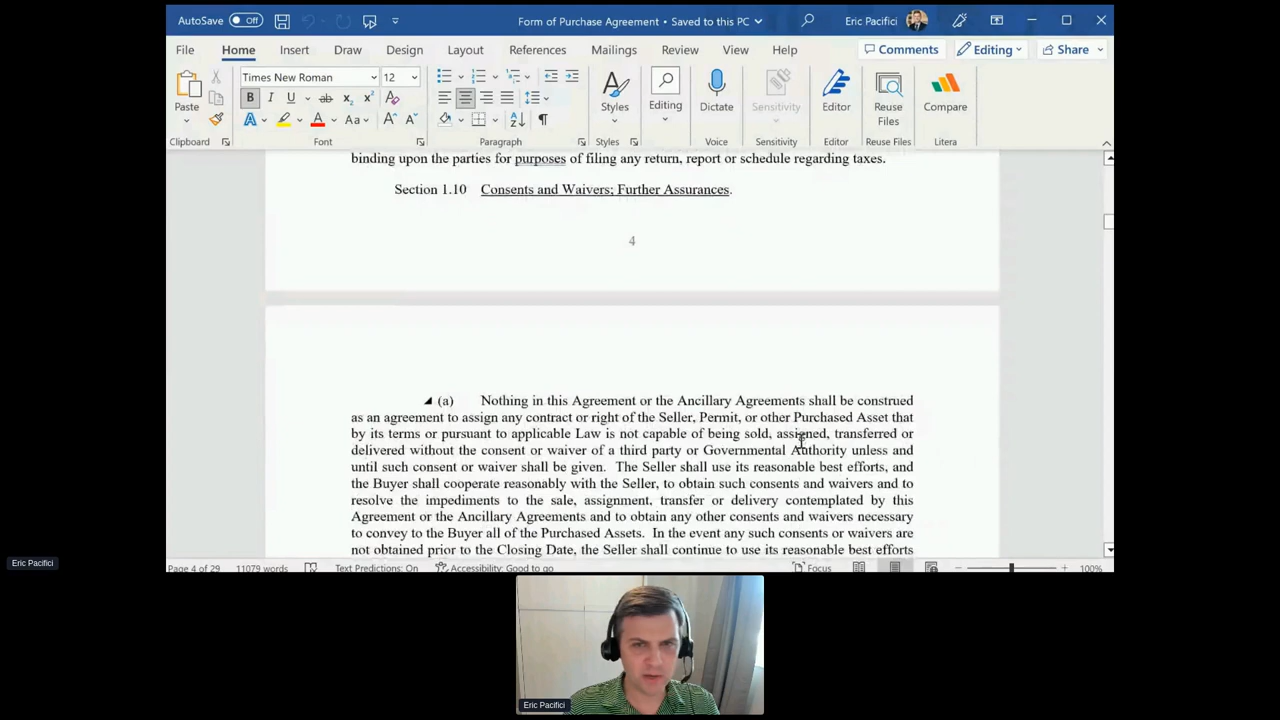 AutoSave Off Form of Purchase Agreement • Saved to this PC Eric Pacifici
File Home Insert Draw Design Layout References Mailings Review View Help Comments Editing Share
Times New Roman 12
Paste Styles Editing Dictate Sensitivity Editor Reuse Files Compare
Clipboard Font Paragraph Styles Voice Sensitivity Editor Reuse Files Litera
binding upon the parties for purposes of filing any return, report or schedule regarding taxes.
Section 1.10 Consents and Waivers; Further Assurances.
4
(a) Nothing in this Agreement or the Ancillary Agreements shall be construed
as an agreement to assign any contract or right of the Seller, Permit, or other Purchased Asset that
by its terms or pursuant to applicable Law is not capable of being sold, assigned, transferred or
delivered without the consent or waiver of a third party or Governmental Authority unless and
until such consent or waiver shall be given. The Seller shall use its reasonable best efforts, and
the Buyer shall cooperate reasonably with the Seller, to obtain such consents and waivers and to
resolve the impediments to the sale, assignment, transfer or delivery contemplated by this
Agreement or the Ancillary Agreements and to obtain any other consents and waivers necessary
to convey to the Buyer all of the Purchased Assets. In the event any such consents or waivers are
not obtained prior to the Closing Date, the Seller shall continue to use its reasonable best efforts
Page 4 of 29 11079 words Text Predictions: On Accessibility: Good to go Focus 100%
Eric Pacifici
Eric Pacifici